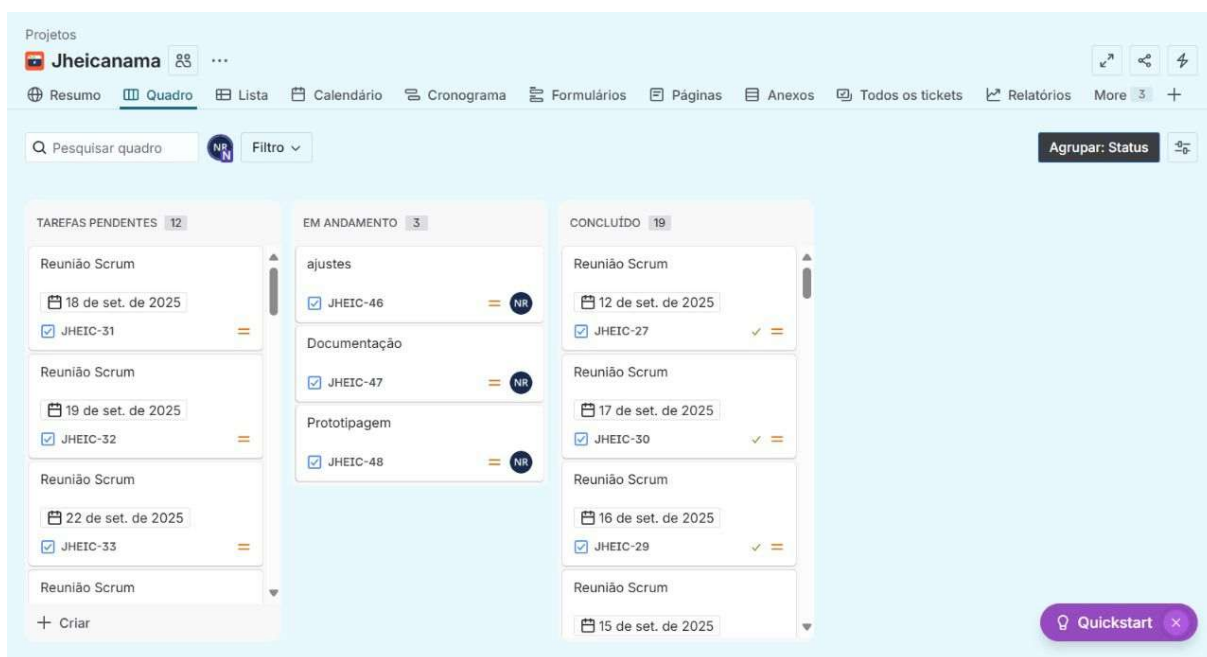 Projetos
Jheicanama
Resumo Quadro Lista Calendário Cronograma Formulários Páginas Anexos Todos os tickets Relatórios More 3
Pesquisar quadro NR N Filtro Agrupar: Status
TAREFAS PENDENTES 12
Reunião Scrum
18 de set. de 2025
JHEIC-31
Reunião Scrum
19 de set. de 2025
JHEIC-32
Reunião Scrum
22 de set. de 2025
JHEIC-33
Reunião Scrum
+ Criar
EM ANDAMENTO 3
ajustes
JHEIC-46 NR
Documentação
JHEIC-47 NR
Prototipagem
JHEIC-48 NR
CONCLUÍDO 19
Reunião Scrum
12 de set. de 2025
JHEIC-27
Reunião Scrum
17 de set. de 2025
JHEIC-30
Reunião Scrum
16 de set. de 2025
JHEIC-29
Reunião Scrum
15 de set. de 2025
Quickstart